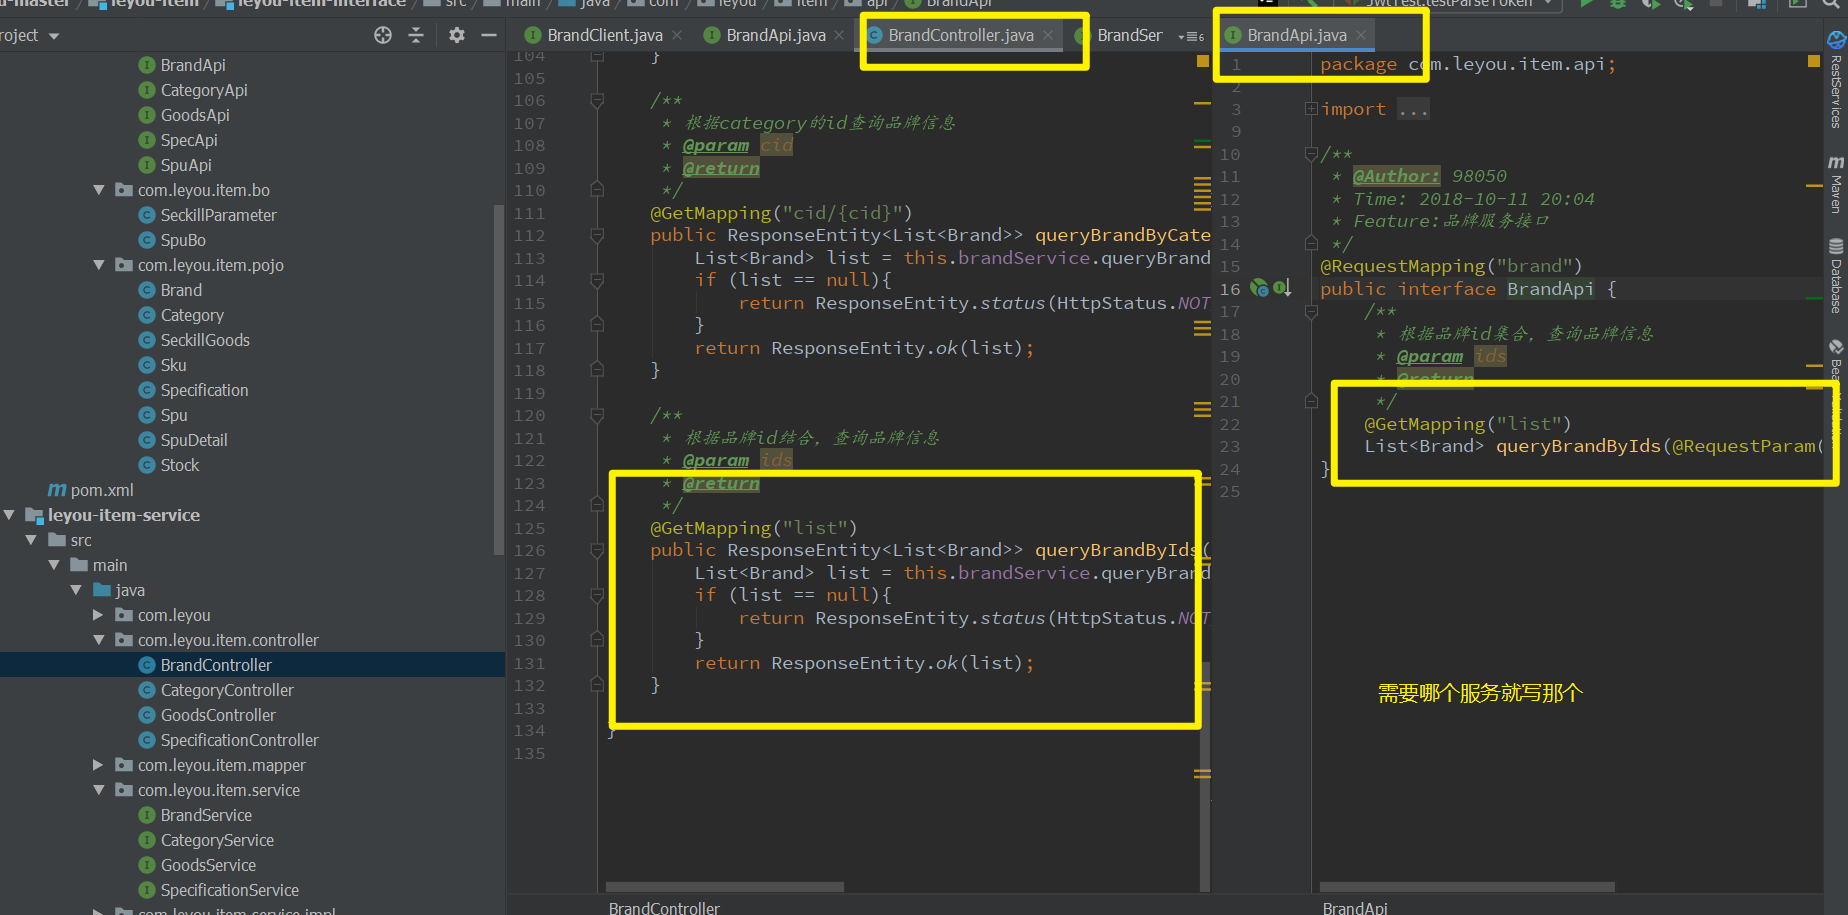 leyou-item / leyou-item-interface / src / main / java / com / leyou / item / api / BrandApi
JwtTest.testParseToken
roject
BrandApi
CategoryApi
GoodsApi
SpecApi
SpuApi
com.leyou.item.bo
SeckillParameter
SpuBo
com.leyou.item.pojo
Brand
Category
SeckillGoods
Sku
Specification
Spu
SpuDetail
Stock
pom.xml
leyou-item-service
src
main
java
com.leyou
com.leyou.item.controller
BrandController
CategoryController
GoodsController
SpecificationController
com.leyou.item.mapper
com.leyou.item.service
BrandService
CategoryService
GoodsService
SpecificationService
com.leyou.item.service.impl
BrandClient.java
BrandApi.java
BrandController.java
BrandSer
104 }
105
106 /**
107 * 根据category的id查询品牌信息
108 * @param cid
109 * @return
110 */
111 @GetMapping("cid/{cid}")
112 public ResponseEntity<List<Brand>> queryBrandByCate
113 List<Brand> list = this.brandService.queryBrand
114 if (list == null){
115 return ResponseEntity.status(HttpStatus.NOT
116 }
117 return ResponseEntity.ok(list);
118 }
119
120 /**
121 * 根据品牌id结合，查询品牌信息
122 * @param ids
123 * @return
124 */
125 @GetMapping("list")
126 public ResponseEntity<List<Brand>> queryBrandByIds(
127 List<Brand> list = this.brandService.queryBrand
128 if (list == null){
129 return ResponseEntity.status(HttpStatus.NOT
130 }
131 return ResponseEntity.ok(list);
132 }
133
134 }
135
BrandController
BrandApi.java
1 package com.leyou.item.api;
2
3 import ...
9
10 /**
11 * @Author: 98050
12 * Time: 2018-10-11 20:04
13 * Feature:品牌服务接口
14 */
15 @RequestMapping("brand")
16 public interface BrandApi {
17 /**
18 * 根据品牌id集合，查询品牌信息
19 * @param ids
20 * @return
21 */
22 @GetMapping("list")
23 List<Brand> queryBrandByIds(@RequestParam(
24 }
25
需要哪个服务就写那个
BrandApi
RestServices
Maven
Database